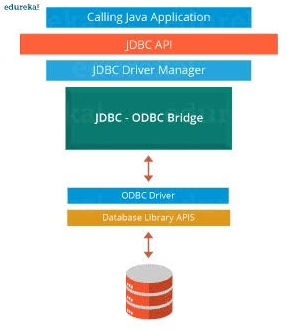 edureka!
Calling Java Application
JDBC API
JDBC Driver Manager
JDBC - ODBC Bridge
ODBC Driver
Database Library APIS